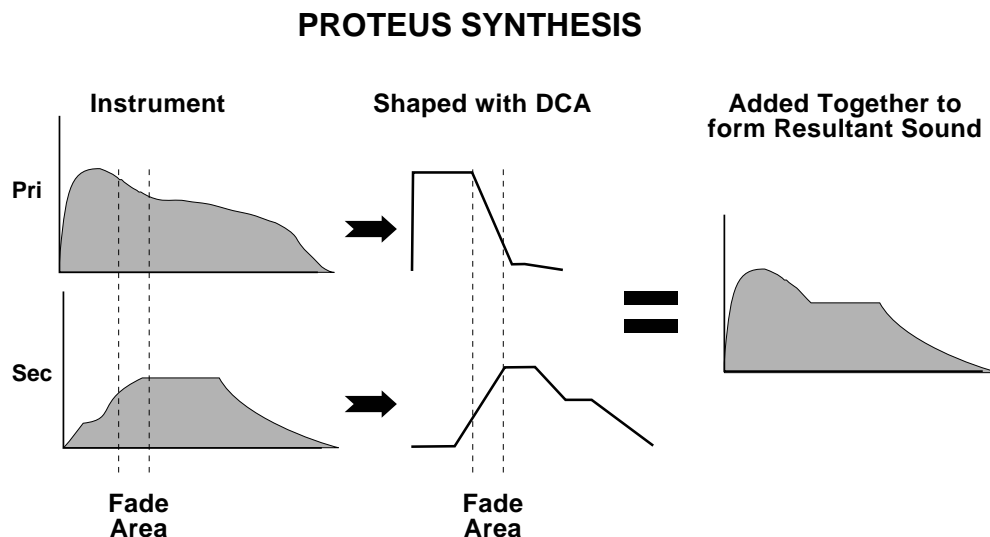 PROTEUS SYNTHESIS
Instrument
Shaped with DCA
Added Together to
form Resultant Sound
Pri
Sec
Fade
Area
Fade
Area